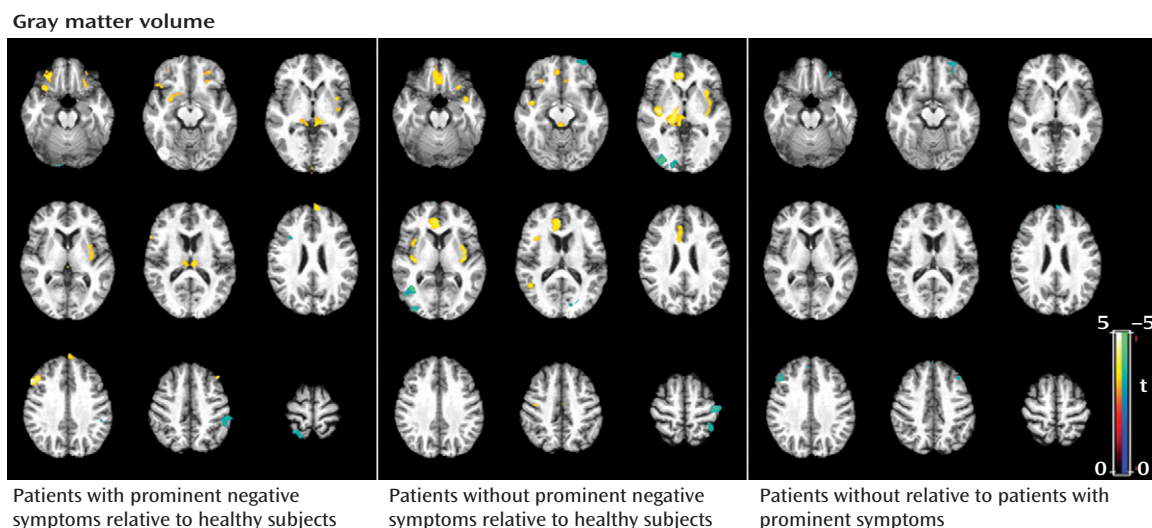 Gray matter volume
5 −5
t
0 −0
Patients with prominent negative
symptoms relative to healthy subjects
Patients without prominent negative
symptoms relative to healthy subjects
Patients without relative to patients with
prominent symptoms